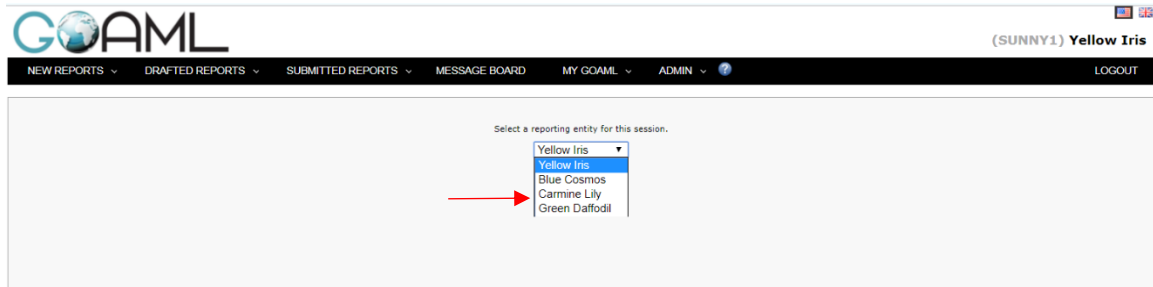 GOAML
(SUNNY1) Yellow Iris
NEW REPORTS DRAFTED REPORTS SUBMITTED REPORTS MESSAGE BOARD MY GOAML ADMIN ? LOGOUT
Select a reporting entity for this session.
Yellow Iris
Yellow Iris
Blue Cosmos
Carmine Lily
Green Daffodil